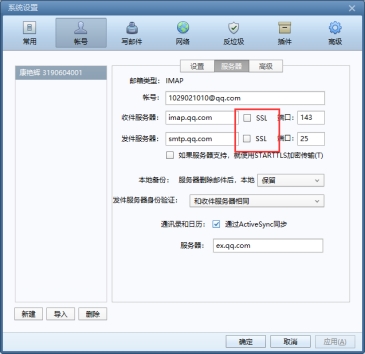 系统设置
常用 帐号 写邮件 网络 反垃圾 插件 高级
3190604001
设置 服务器 高级
邮箱类型: IMAP
帐号: 1029021010@qq.com
收件服务器: imap.qq.com SSL 端口: 143
发件服务器: smtp.qq.com SSL 端口: 25
如果服务器支持，就使用STARTTLS加密传输(T)
本地备份: 服务器删除邮件后，本地 保留
发件服务器身份验证: 和收件服务器相同
通讯录和日历: 通过ActiveSync同步
服务器: ex.qq.com
新建 导入 删除
确定 取消 应用(A)